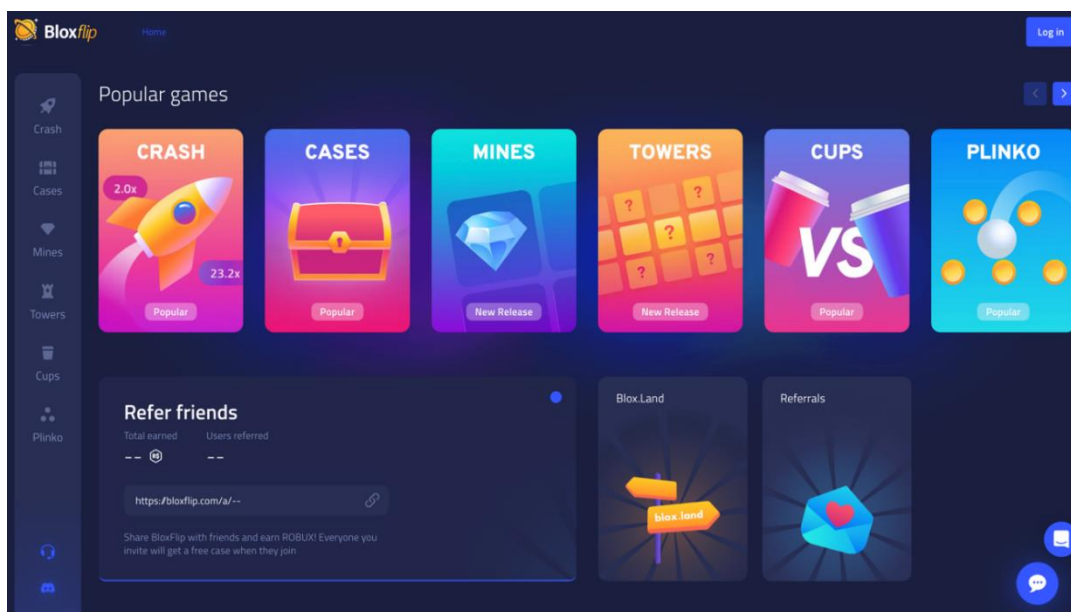 Bloxflip
Home
Log in
Popular games
Crash
Cases
Mines
Towers
Cups
Plinko
CRASH
2.0x
23.2x
Popular
CASES
Popular
MINES
New Release
TOWERS
? ? ? ? ?
New Release
CUPS
VS
Popular
PLINKO
Popular
Refer friends
Total earned Users referred
-- R$ --
https://bloxflip.com/a/--
Share BloxFlip with friends and earn ROBUX! Everyone you
invite will get a free case when they join
Blox.Land
blox.land
Referrals